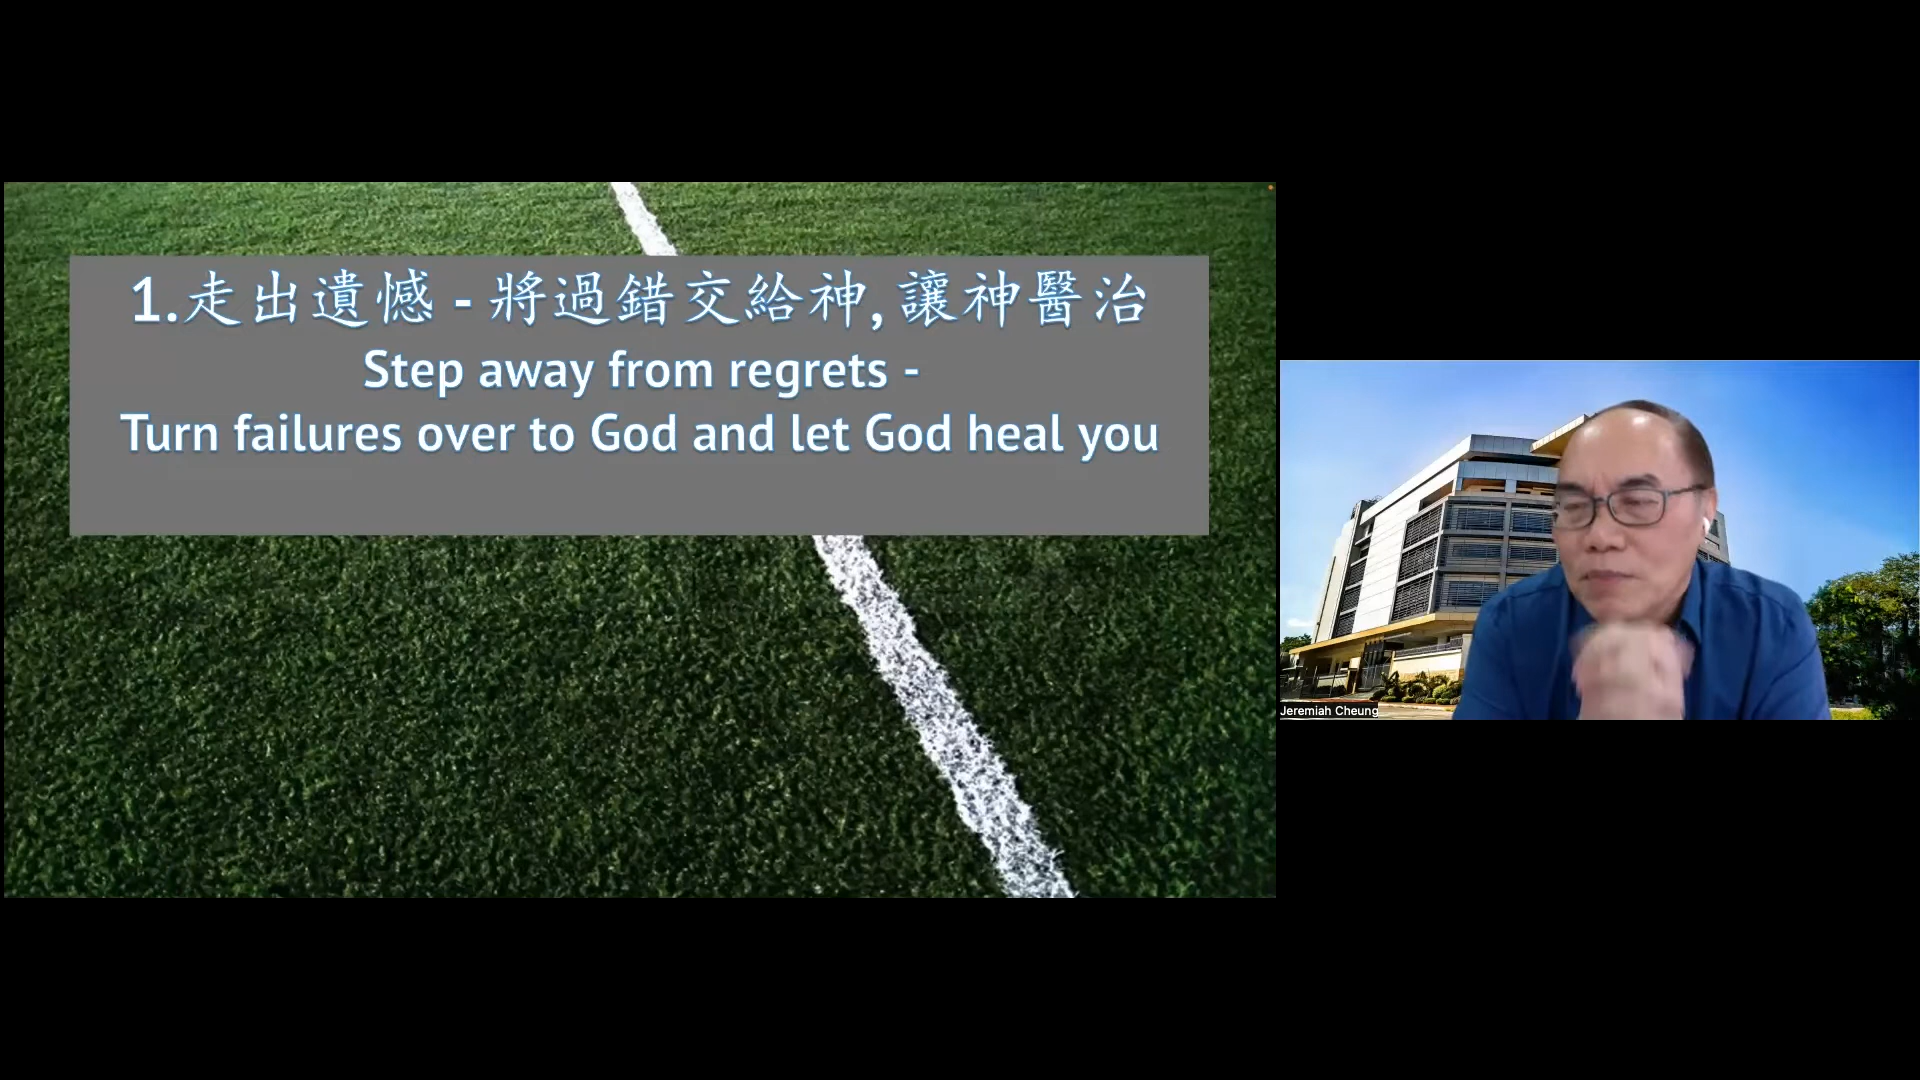 1.走出遺憾 - 將過錯交給神,讓神醫治
Step away from regrets -
Turn failures over to God and let God heal you
Jeremiah Cheung